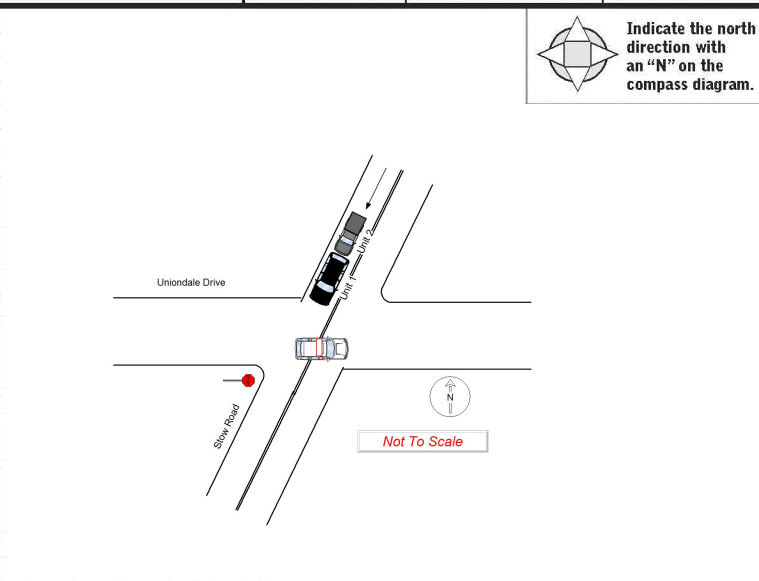 Indicate the north
direction with
an “N” on the
compass diagram.
Unit 2
Uniondale Drive
Unit 1
N
Stow Road
Not To Scale